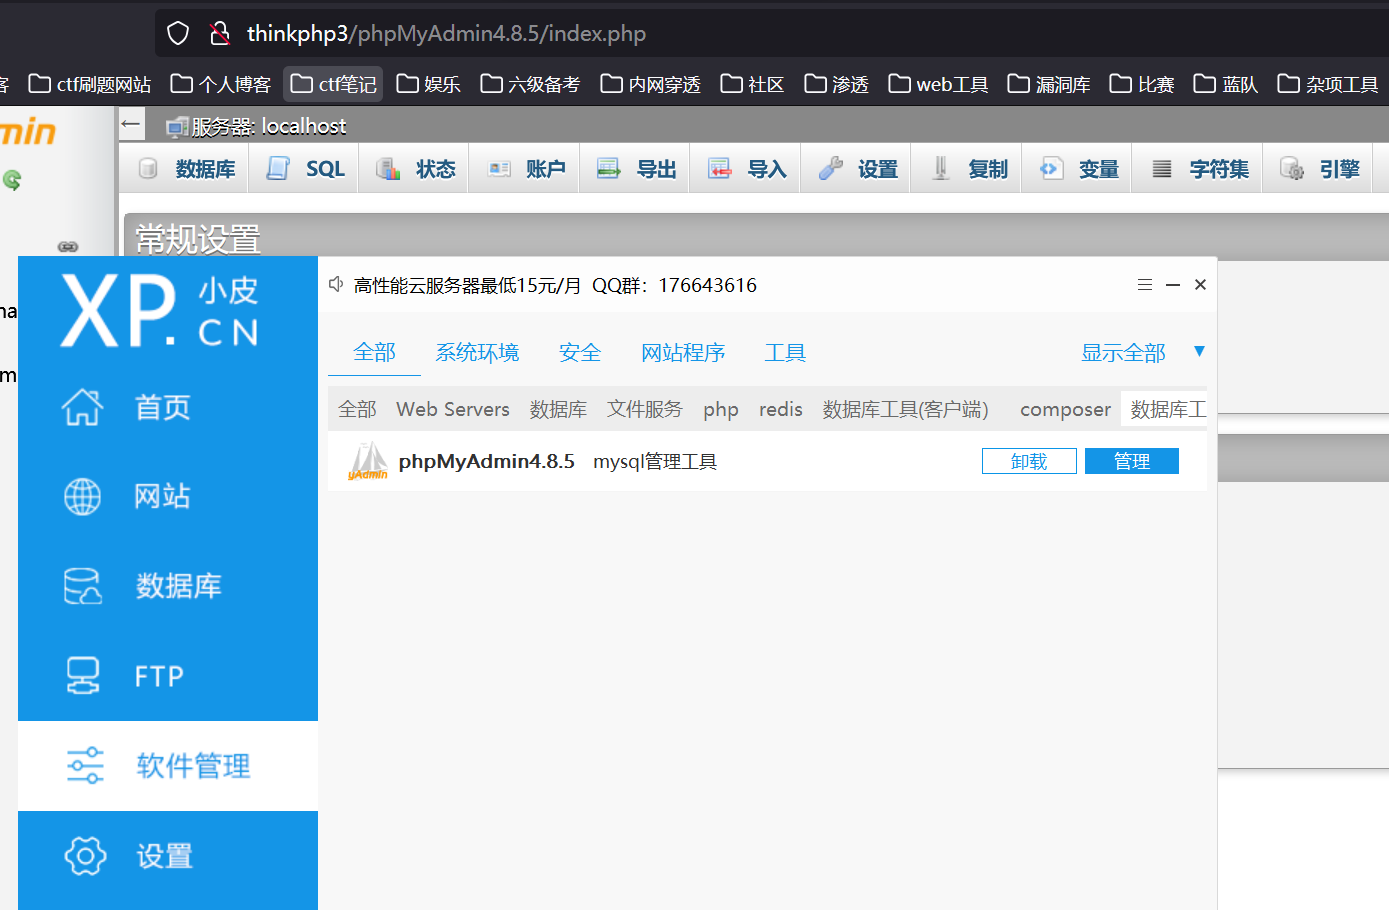 thinkphp3/phpMyAdmin4.8.5/index.php
客 ctf刷题网站 个人博客 ctf笔记 娱乐 六级备考 内网穿透 社区 渗透 web工具 漏洞库 比赛 蓝队 杂项工具
min
服务器: localhost
数据库 SQL 状态 账户 导出 导入 设置 复制 变量 字符集 引擎
常规设置
XP. 小皮
CN
高性能云服务器最低15元/月 QQ群：176643616
na
全部 系统环境 安全 网站程序 工具 显示全部 ▼
m
首页
全部 Web Servers 数据库 文件服务 php redis 数据库工具(客户端) composer 数据库工
yAdmin phpMyAdmin4.8.5 mysql管理工具 卸载 管理
网站
数据库
FTP
软件管理
设置